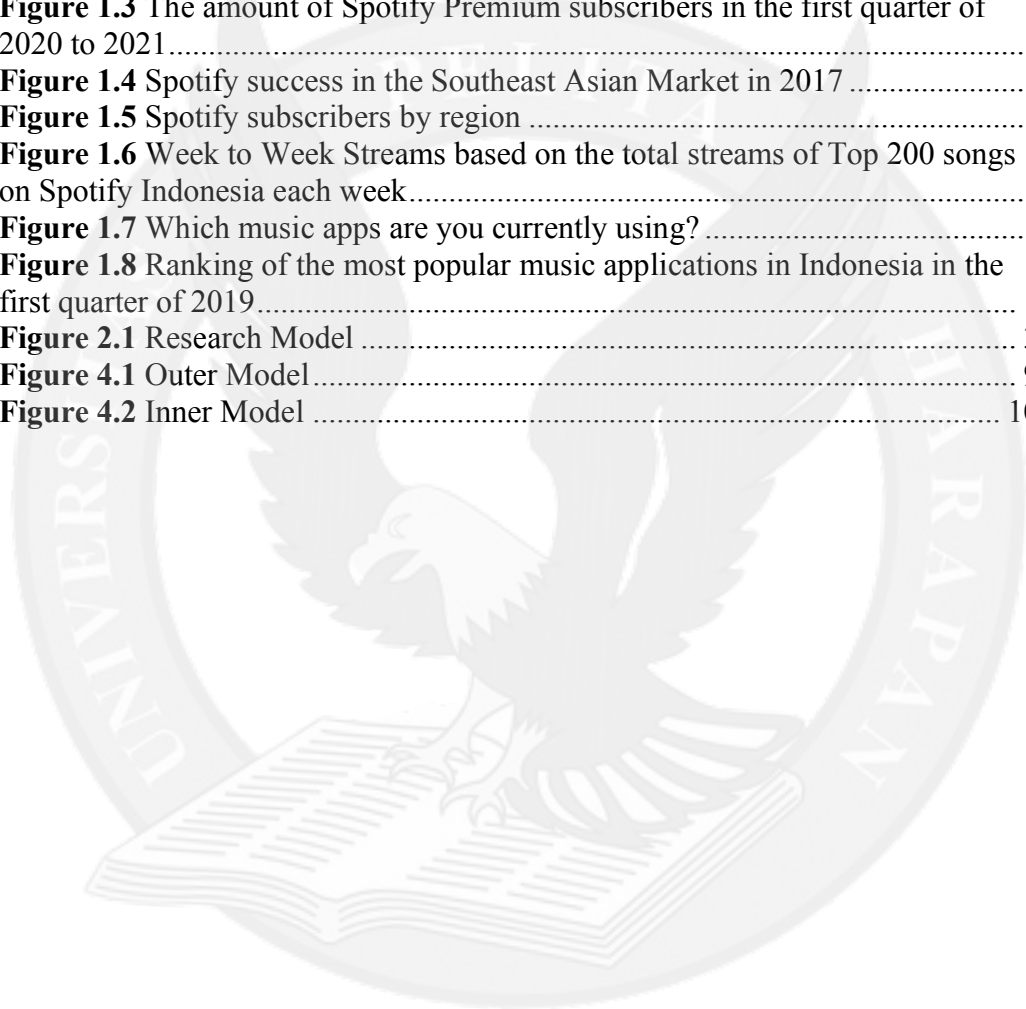 Figure 1.3 The amount of Spotify Premium subscribers in the first quarter of
2020 to 2021..........
Figure 1.4 Spotify success in the Southeast Asian Market in 2017..........
Figure 1.5 Spotify subscribers by region..........
Figure 1.6 Week to Week Streams based on the total streams of Top 200 songs
on Spotify Indonesia each week..........
Figure 1.7 Which music apps are you currently using?..........
Figure 1.8 Ranking of the most popular music applications in Indonesia in the
first quarter of 2019..........
Figure 2.1 Research Model..........
Figure 4.1 Outer Model..........
Figure 4.2 Inner Model..........
UNIVERSITAS PELITA HARAPAN